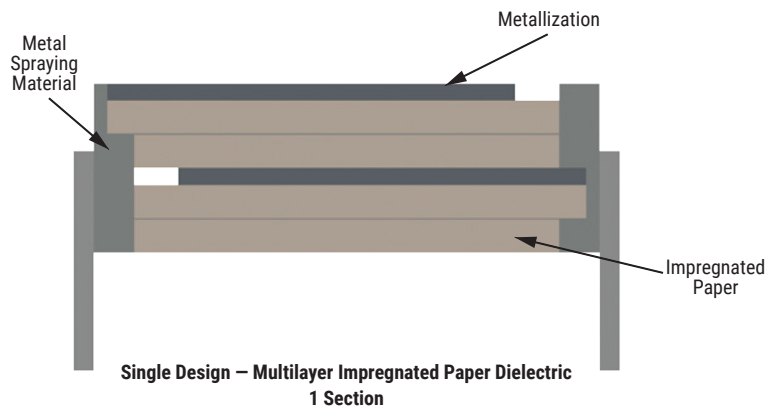 Metallization
Metal
Spraying
Material
Impregnated
Paper
Single Design — Multilayer Impregnated Paper Dielectric
1 Section